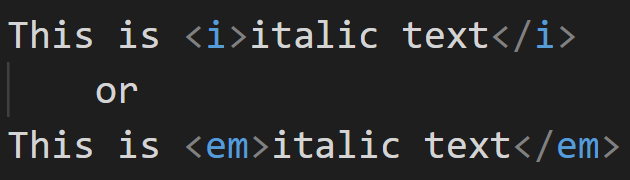 This is <i>italic text</i>
or
This is <em>italic text</em>